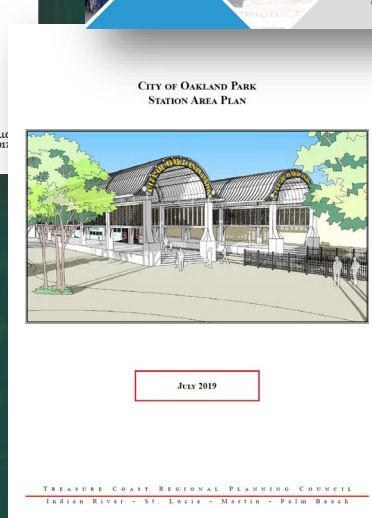 CITY OF OAKLAND PARK
STATION AREA PLAN
JULY 2019
TREASURE COAST REGIONAL PLANNING COUNCIL
Indian River - St. Lucie - Martin - Palm Beach